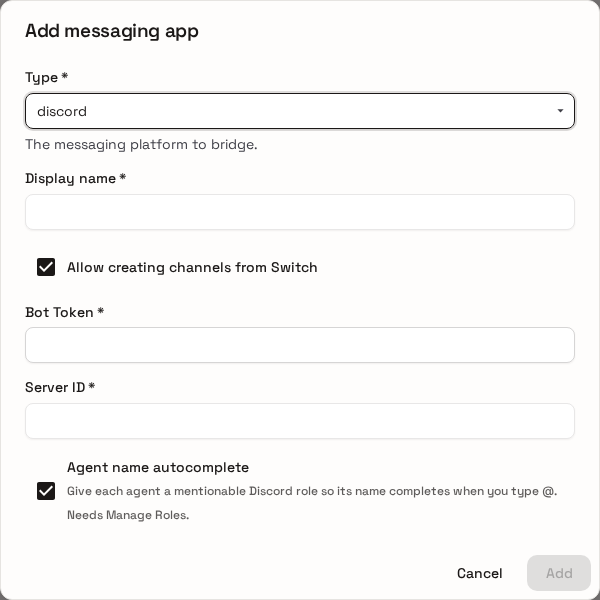 Add messaging app
Type *
discord
The messaging platform to bridge.
Display name *
Allow creating channels from Switch
Bot Token *
Server ID *
Agent name autocomplete
Give each agent a mentionable Discord role so its name completes when you type @.
Needs Manage Roles.
Cancel
Add